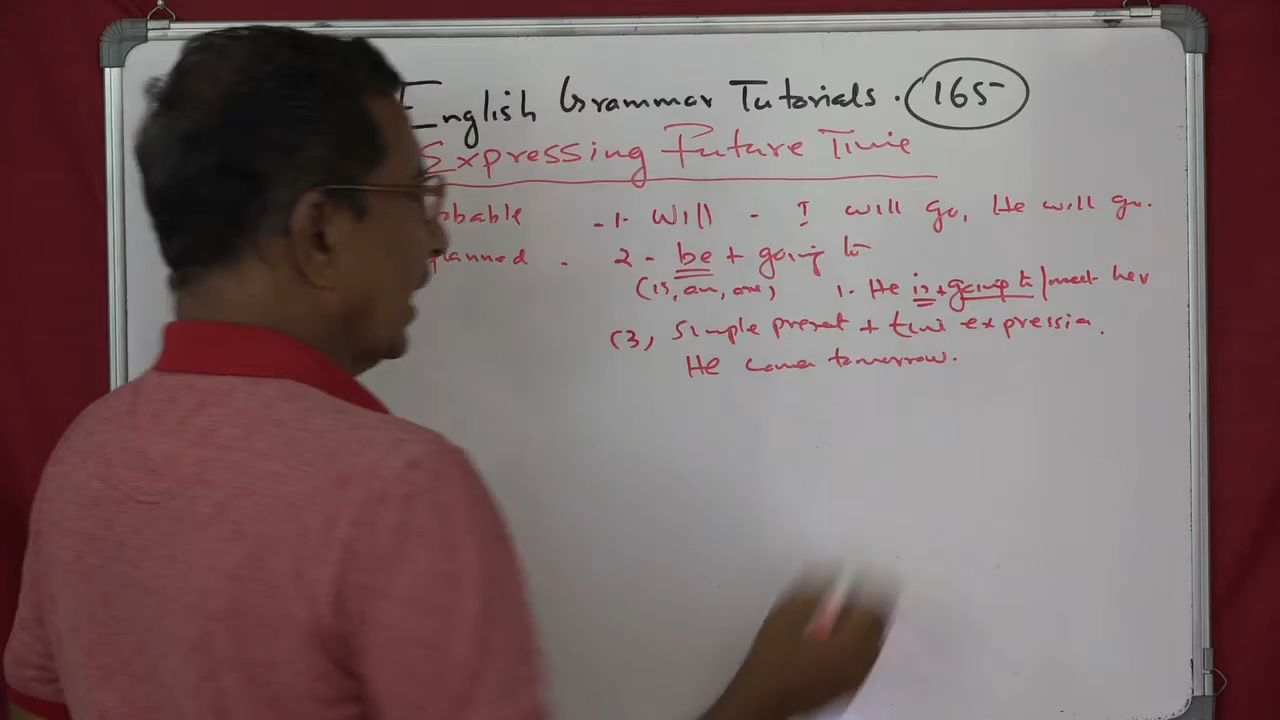 English Grammar Tutorials. 165
Expressing Future Time
bable - 1. Will - I will go, He will go.
planned - 2 - be + going to
(is, am, are) 1. He is + going to / meet her
(3) Simple present + time expression.
He comes tomorrow.